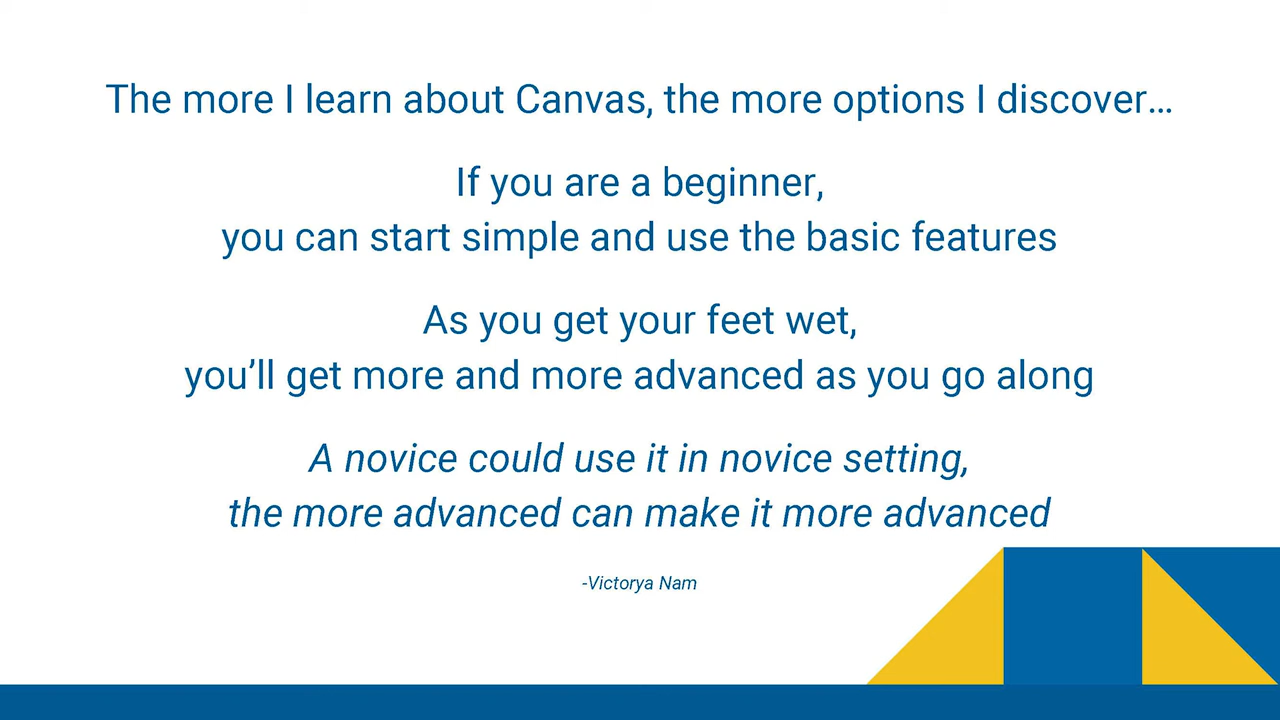 The more I learn about Canvas, the more options I discover…
If you are a beginner,
you can start simple and use the basic features
As you get your feet wet,
you’ll get more and more advanced as you go along
A novice could use it in novice setting,
the more advanced can make it more advanced
-Victorya Nam